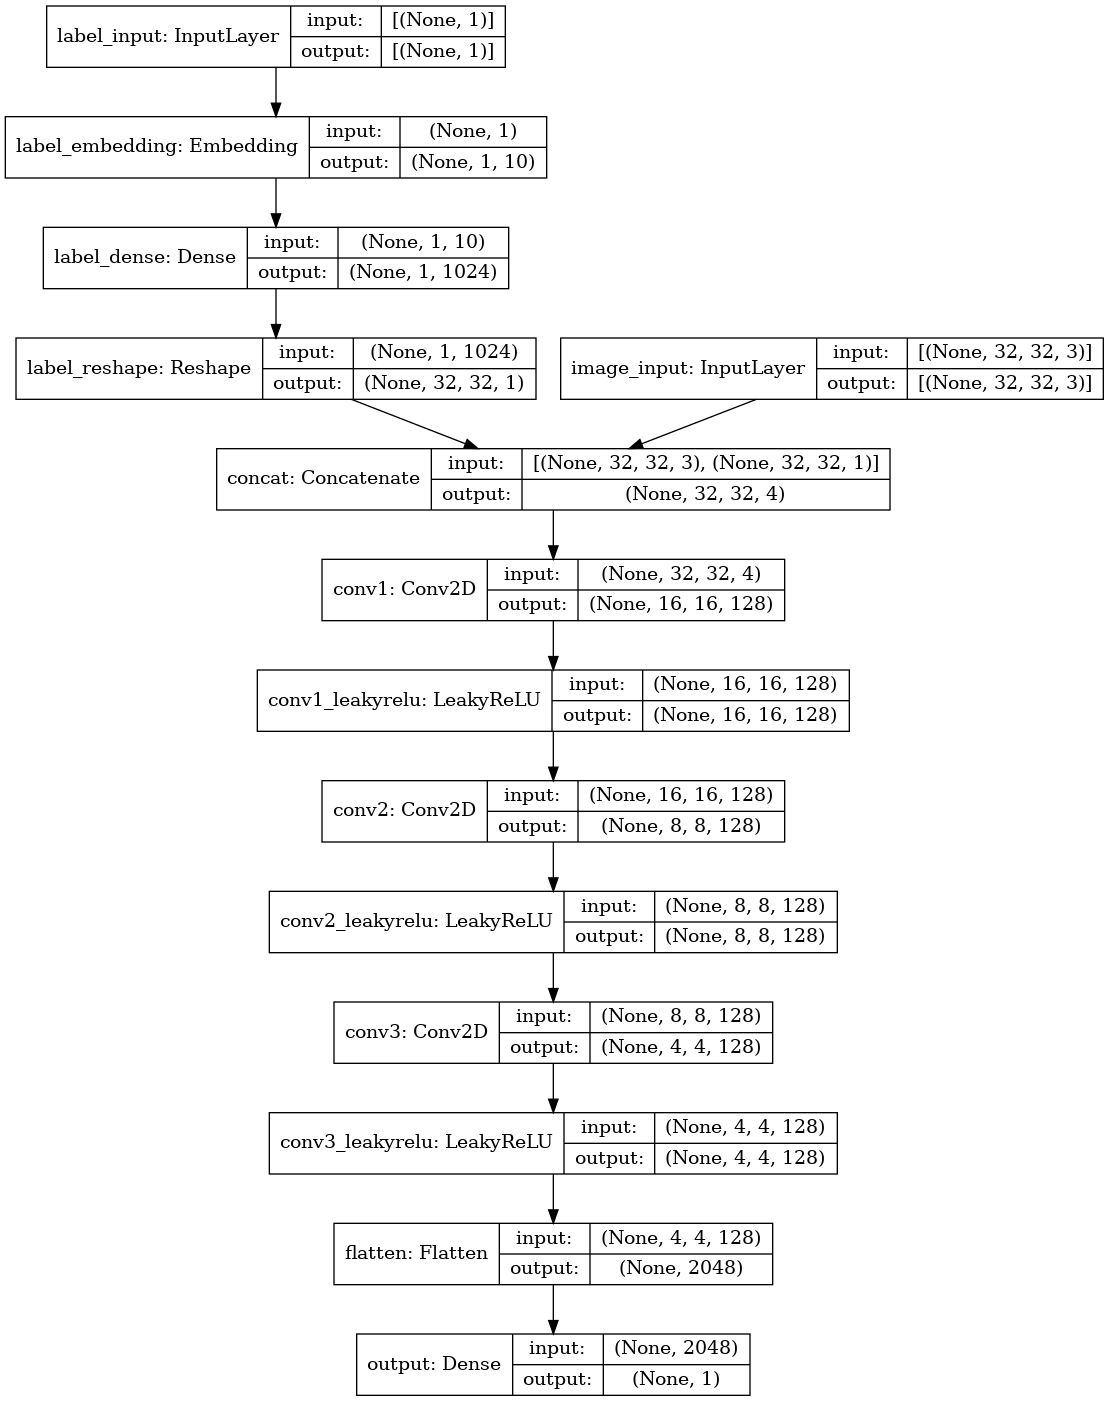 label_input: InputLayer
input: [(None, 1)]
output: [(None, 1)]
label_embedding: Embedding
input: (None, 1)
output: (None, 1, 10)
label_dense: Dense
input: (None, 1, 10)
output: (None, 1, 1024)
label_reshape: Reshape
input: (None, 1, 1024)
output: (None, 32, 32, 1)
image_input: InputLayer
input: [(None, 32, 32, 3)]
output: [(None, 32, 32, 3)]
concat: Concatenate
input: [(None, 32, 32, 3), (None, 32, 32, 1)]
output: (None, 32, 32, 4)
conv1: Conv2D
input: (None, 32, 32, 4)
output: (None, 16, 16, 128)
conv1_leakyrelu: LeakyReLU
input: (None, 16, 16, 128)
output: (None, 16, 16, 128)
conv2: Conv2D
input: (None, 16, 16, 128)
output: (None, 8, 8, 128)
conv2_leakyrelu: LeakyReLU
input: (None, 8, 8, 128)
output: (None, 8, 8, 128)
conv3: Conv2D
input: (None, 8, 8, 128)
output: (None, 4, 4, 128)
conv3_leakyrelu: LeakyReLU
input: (None, 4, 4, 128)
output: (None, 4, 4, 128)
flatten: Flatten
input: (None, 4, 4, 128)
output: (None, 2048)
output: Dense
input: (None, 2048)
output: (None, 1)